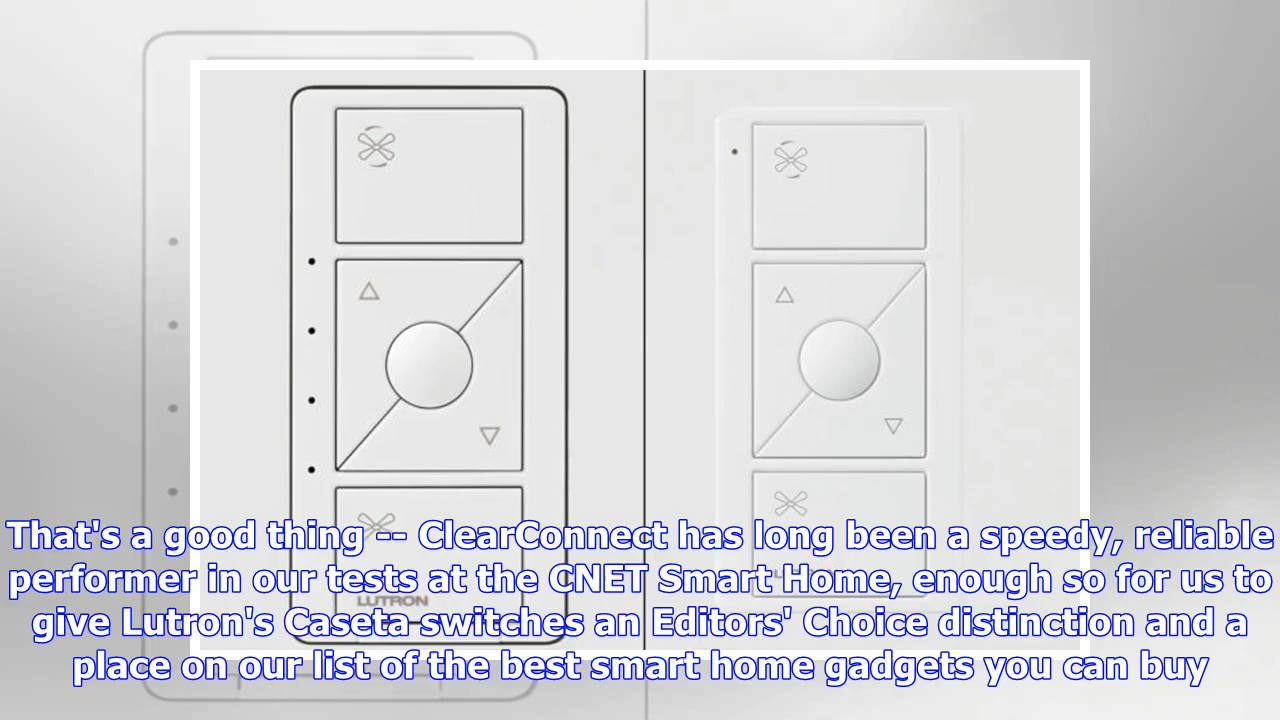 That's a good thing -- ClearConnect has long been a speedy, reliable
performer in our tests at the CNET Smart Home, enough so for us to
give Lutron's Caseta switches an Editors' Choice distinction and a
place on our list of the best smart home gadgets you can buy
LUTRON